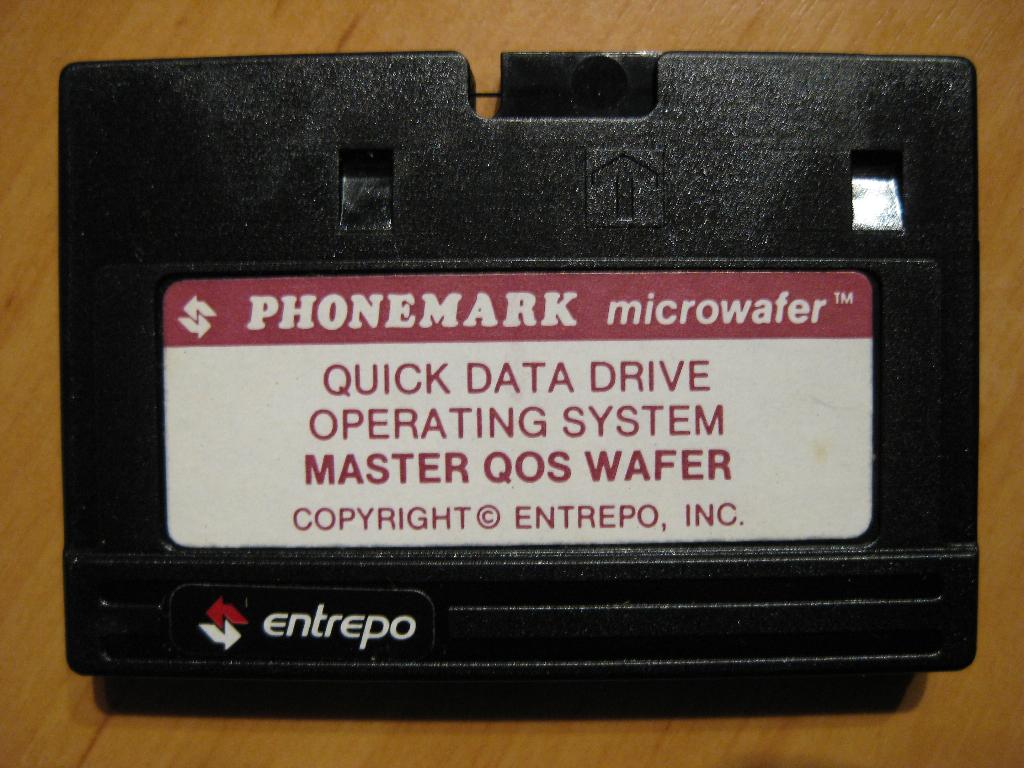 PHONEMARK microwafer™
QUICK DATA DRIVE
OPERATING SYSTEM
MASTER QOS WAFER
COPYRIGHT © ENTREPO, INC.
entrepo